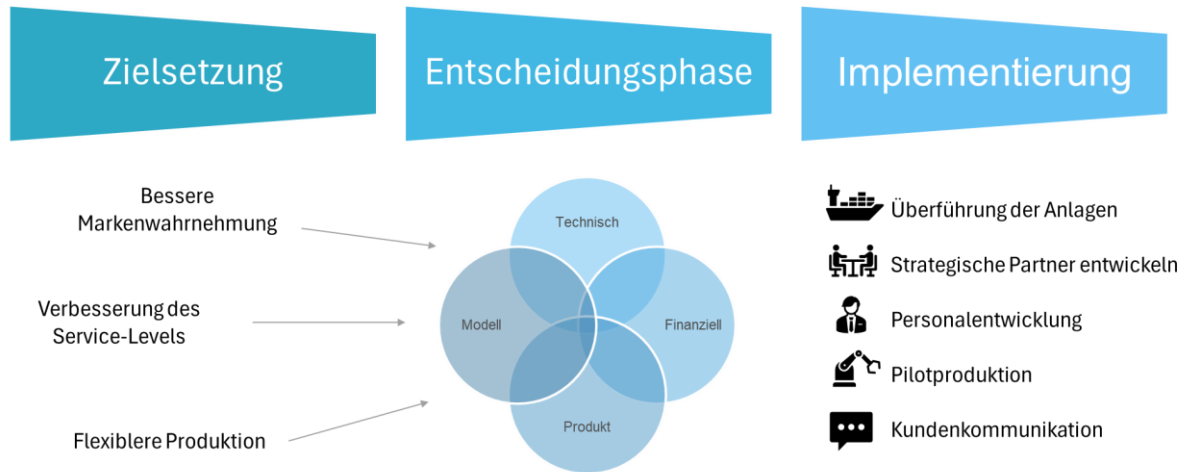 Zielsetzung
Entscheidungsphase
Implementierung
Bessere
Markenwahrnehmung
Verbesserung des
Service-Levels
Flexiblere Produktion
Technisch
Modell
Finanziell
Produkt
Überführung der Anlagen
Strategische Partner entwickeln
Personalentwicklung
Pilotproduktion
Kundenkommunikation